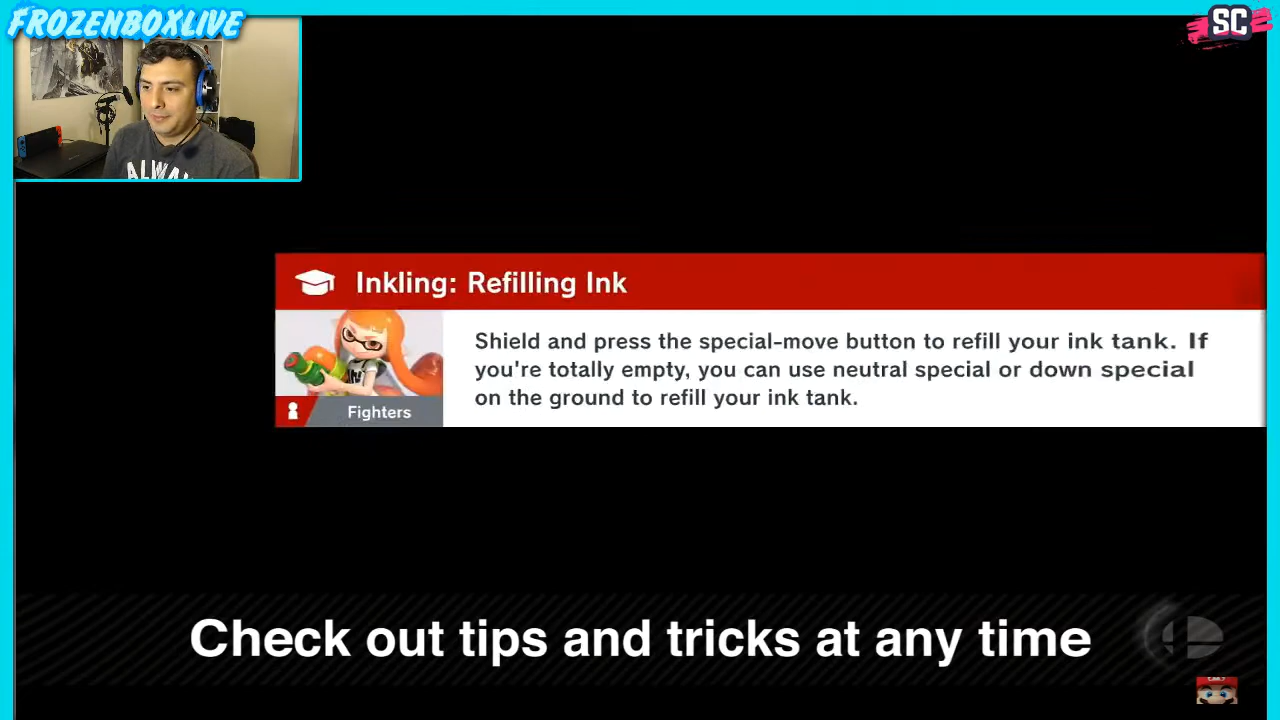 FROZENBOXLIVE
SC
ALWA
Inkling: Refilling Ink
Shield and press the special-move button to refill your ink tank. If
you're totally empty, you can use neutral special or down special
on the ground to refill your ink tank.
Fighters
Check out tips and tricks at any time